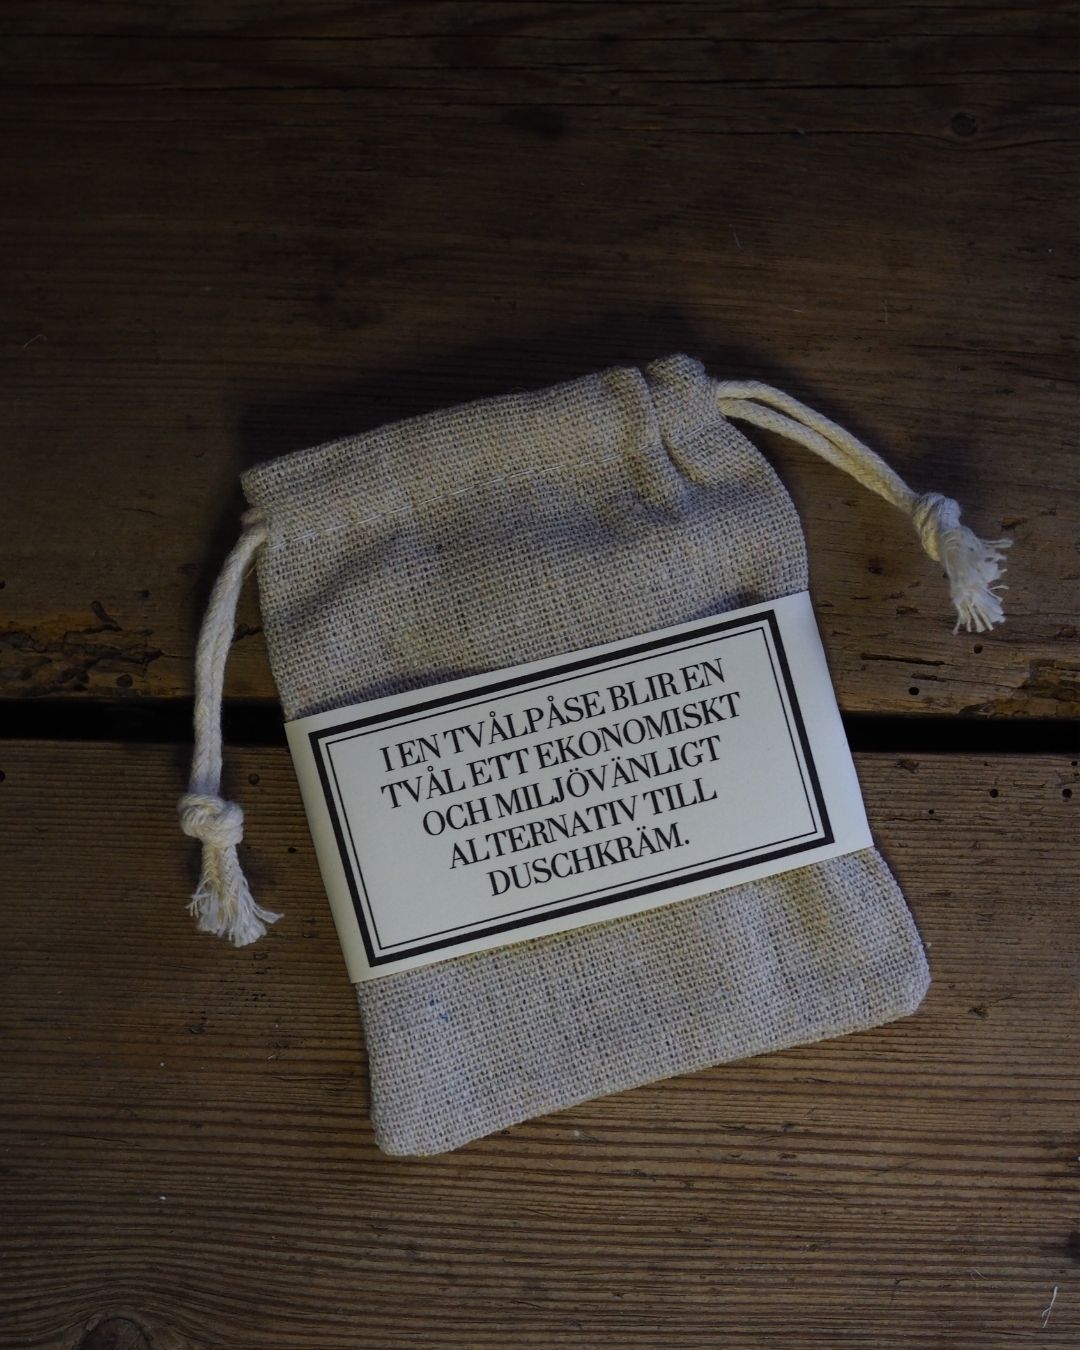 I EN TVÅLPÅSE BLIR EN
TVÅL ETT EKONOMISKT
OCH MILJÖVÄNLIGT
ALTERNATIV TILL
DUSCHKRÄM.